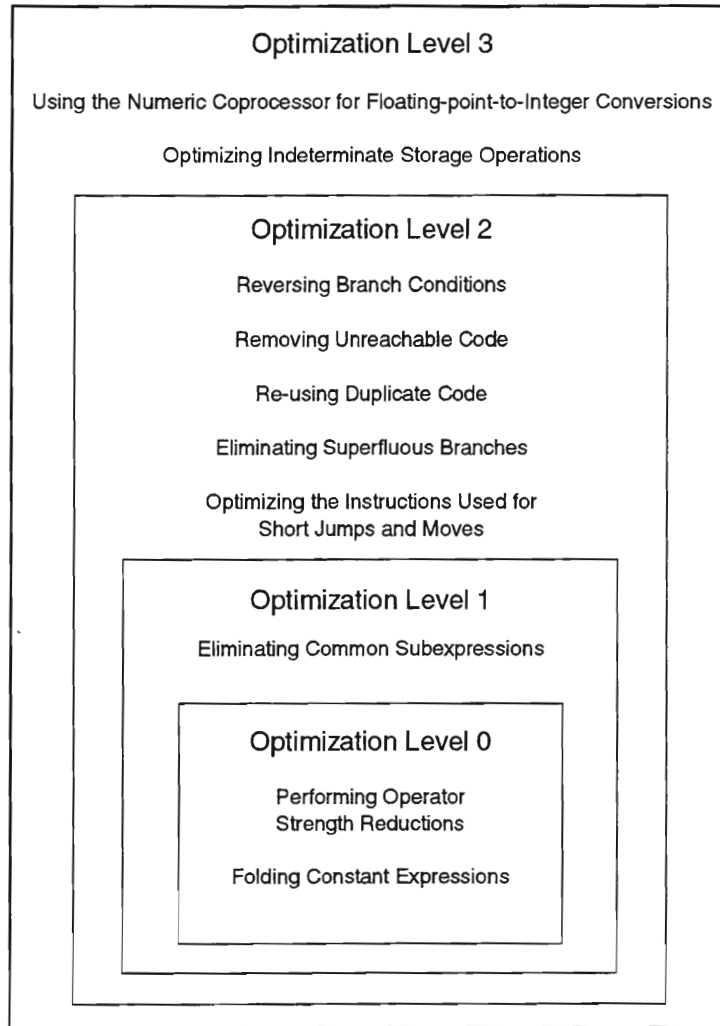 Optimization Level 3
Using the Numeric Coprocessor for Floating-point-to-Integer Conversions
Optimizing Indeterminate Storage Operations
Optimization Level 2
Reversing Branch Conditions
Removing Unreachable Code
Re-using Duplicate Code
Eliminating Superfluous Branches
Optimizing the Instructions Used for
Short Jumps and Moves
Optimization Level 1
Eliminating Common Subexpressions
Optimization Level 0
Performing Operator
Strength Reductions
Folding Constant Expressions